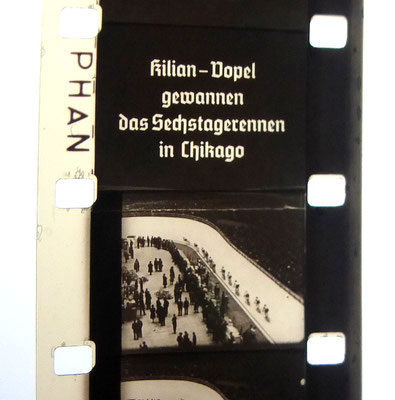 PHAN
Kilian–Vopel
gewannen
das Sechstagerennen
in Chikago